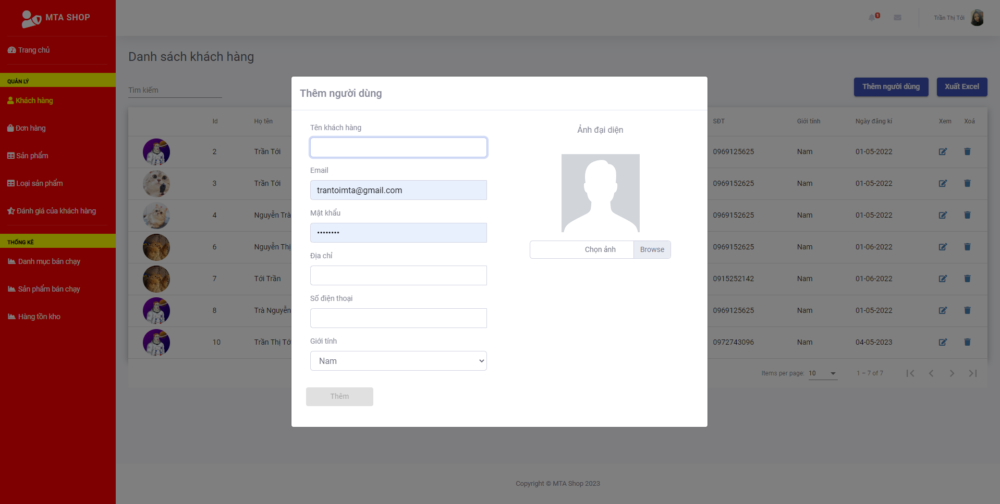 MTA SHOP
1
Trần Thị Tới
Trang chủ
QUẢN LÝ
Khách hàng
Đơn hàng
Sản phẩm
Loại sản phẩm
Đánh giá của khách hàng
THỐNG KÊ
Danh mục bán chạy
Sản phẩm bán chạy
Hàng tồn kho
Danh sách khách hàng
Tìm kiếm
Thêm người dùng
Xuất Excel
Id Họ tên SĐT Giới tính Ngày đăng kí Xem Xoá
2 Trần Tới 0969125625 Nam 01-05-2022
3 Trần Tới 0969152625 Nam 01-05-2022
4 Nguyễn Trà 0969152625 Nam 01-05-2022
6 Nguyễn Thị 0969152625 Nam 01-06-2022
7 Tới Trần 0915252142 Nam 01-06-2022
8 Trà Nguyễn 0969125625 Nam 01-05-2022
10 Trần Thị 0972743096 Nam 04-05-2023
Items per page: 10 1 – 7 of 7
Thêm người dùng
Tên khách hàng
Email
trantoimta@gmail.com
Mật khẩu
••••••••
Địa chỉ
Số điện thoại
Giới tính
Nam
Thêm
Ảnh đại diện
Chọn ảnh Browse
Copyright © MTA Shop 2023